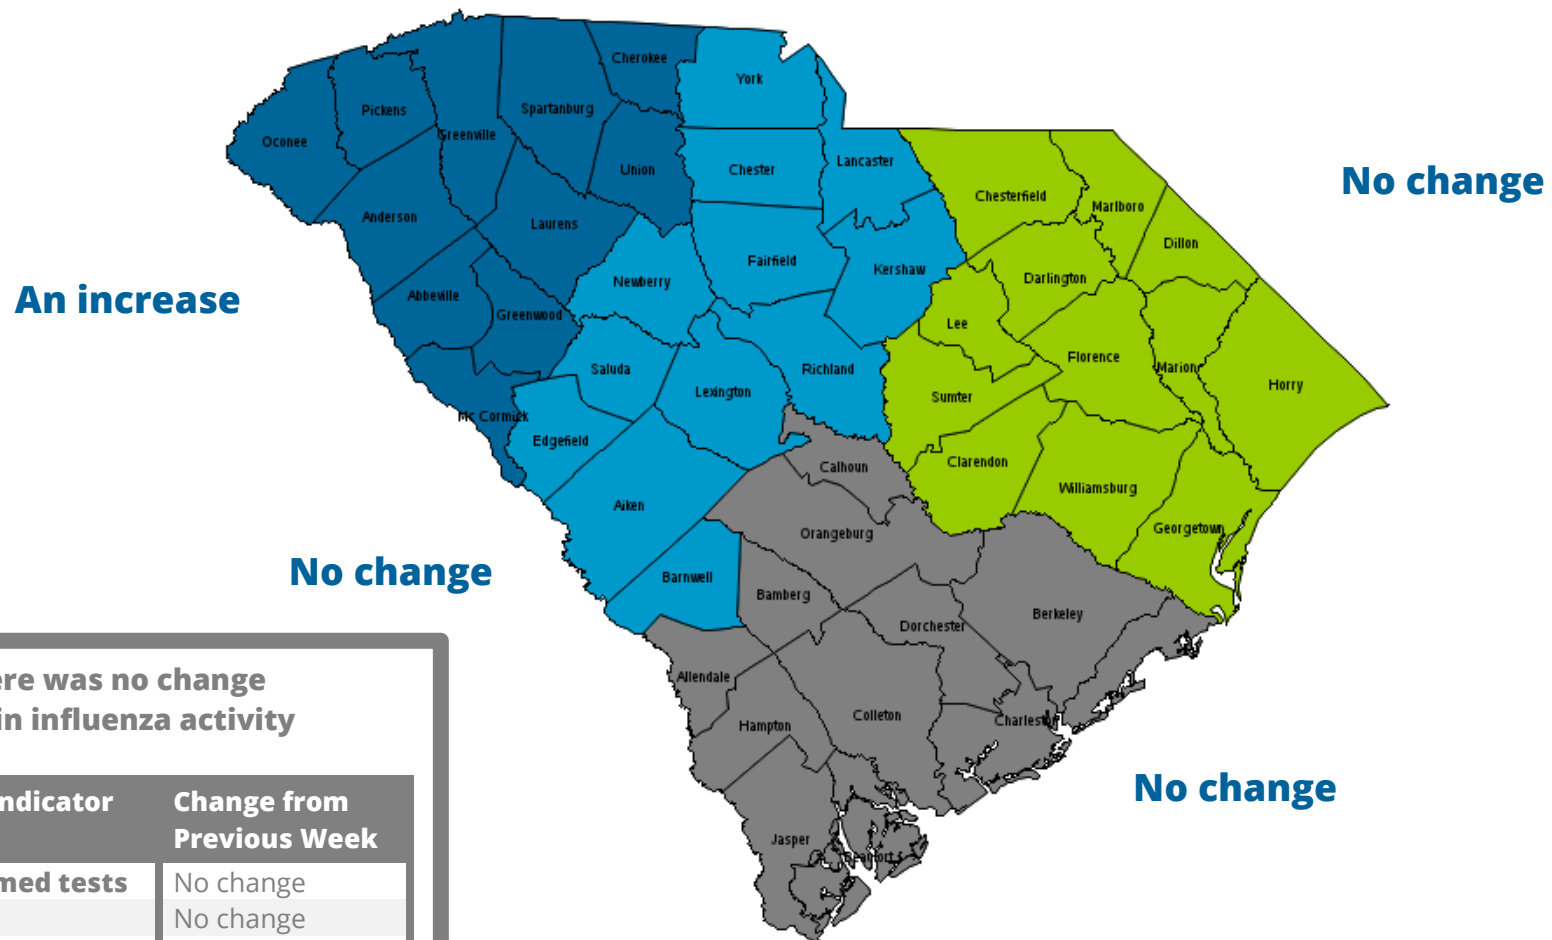 Cherokee
York
Pickens
Spartanburg
Greenville
Oconee
Union
Chester
Lancaster
No change
Chesterfield
Marlboro
Anderson
Laurens
Dillon
Fairfield
Kershaw
Newberry
Darlington
An increase
Abbeville
Greenwood
Lee
Florence
Saluda
Richland
Marion
Horry
Lexington
Sumter
Mc Cormick
Edgefield
Calhoun
Clarendon
Williamsburg
Aiken
Orangeburg
Georgetown
No change
Barnwell
Bamberg
Berkeley
Dorchester
Allendale
Colleton
Charleston
Hampton
No change
Jasper
Beaufort
ere was no change
in influenza activity
ndicator
Change from
Previous Week
med tests
No change
No change